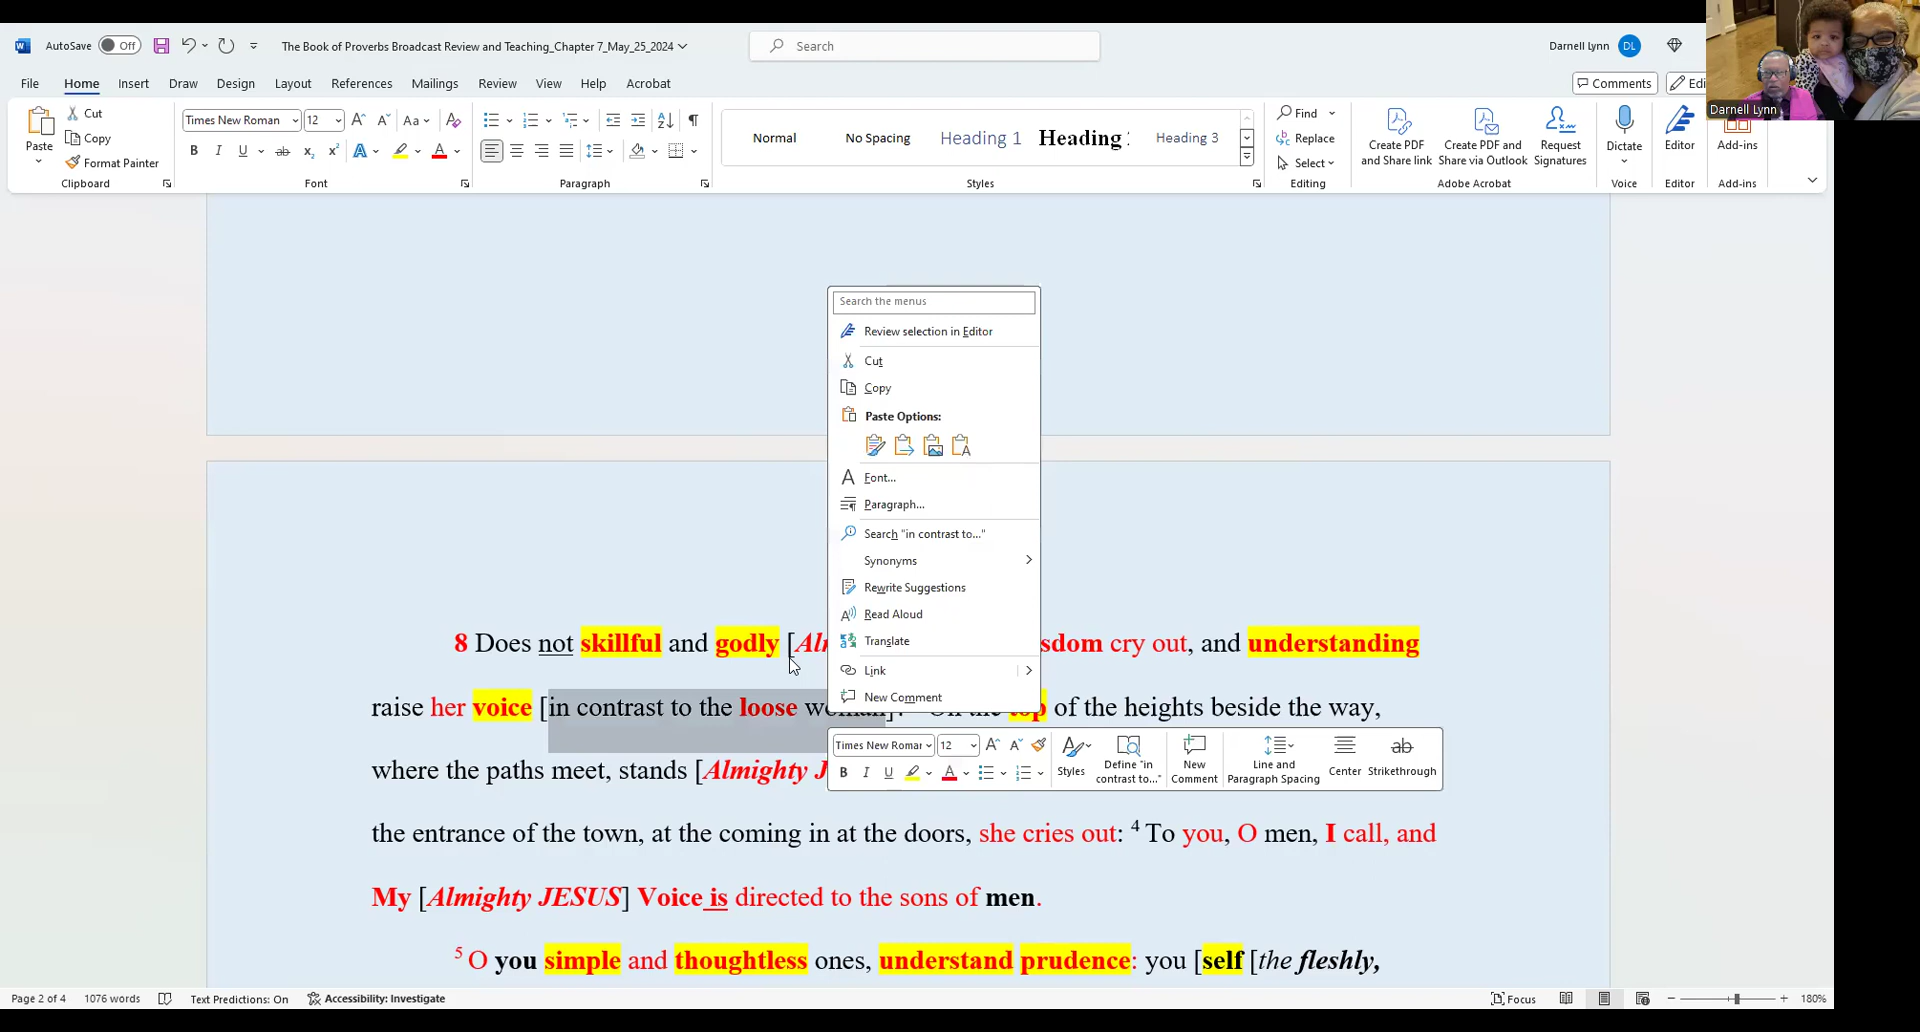 AutoSave Off The Book of Proverbs Broadcast Review and Teaching_Chapter 7_May_25_2024 Search Darnell Lynn DL
File Home Insert Draw Design Layout References Mailings Review View Help Acrobat Comments
Darnell Lynn
Paste Cut Copy Format Painter
Times New Roman 12
Normal No Spacing Heading 1 Heading Heading 3
Find Replace Select
Create PDF and Share link
Create PDF and Share via Outlook
Request Signatures
Dictate Editor Add-ins
Clipboard Font Paragraph Styles Editing Adobe Acrobat Voice Editor Add-ins
Search the menus
Review selection in Editor
Cut
Copy
Paste Options:
Font...
Paragraph...
Search "in contrast to..."
Synonyms
Rewrite Suggestions
Read Aloud
Translate
Link
New Comment
8 Does not skillful and godly [ cry out, and understanding
raise her voice [in contrast to the loose of the heights beside the way,
Times New Roman 12
B I U
Styles
Define "in contrast to..."
New Comment
Line and Paragraph Spacing
Center
Strikethrough
where the paths meet, stands [Almighty
the entrance of the town, at the coming in at the doors, she cries out: 4 To you, O men, I call, and
My [Almighty JESUS] Voice is directed to the sons of men.
5 O you simple and thoughtless ones, understand prudence: you [self [the fleshly,
Page 2 of 4 1076 words Text Predictions: On Accessibility: Investigate Focus 180%